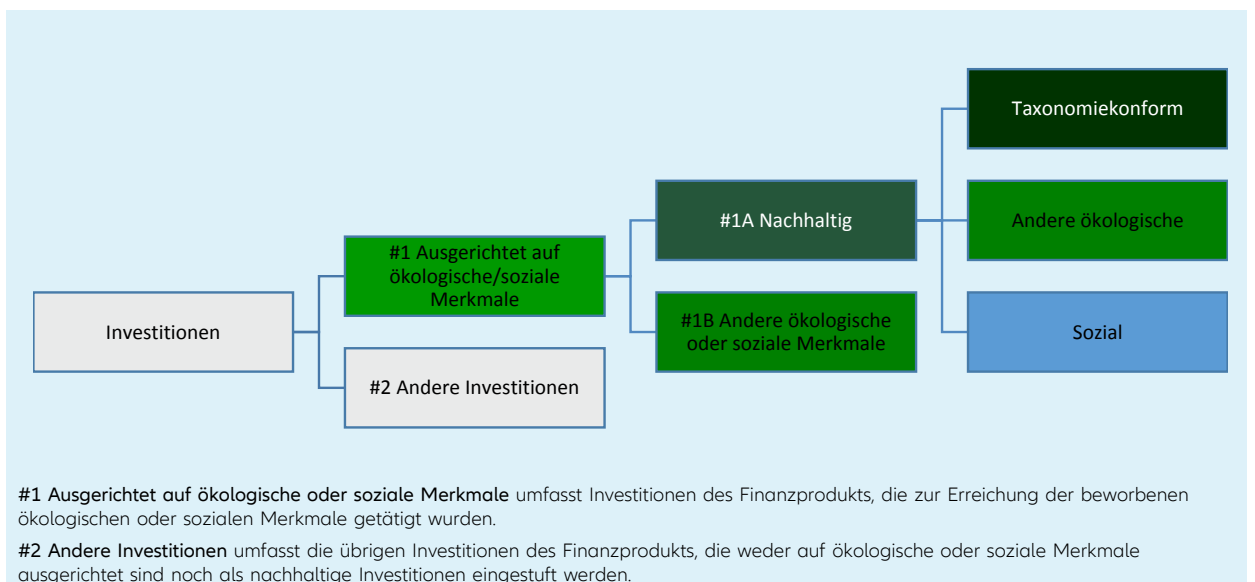 Taxonomiekonform
#1A Nachhaltig
Andere ökologische
#1 Ausgerichtet auf
ökologische/soziale
Merkmale
Investitionen
#1B Andere ökologische
oder soziale Merkmale
Sozial
#2 Andere Investitionen
#1 Ausgerichtet auf ökologische oder soziale Merkmale umfasst Investitionen des Finanzprodukts, die zur Erreichung der beworbenen
ökologischen oder sozialen Merkmale getätigt wurden.
#2 Andere Investitionen umfasst die übrigen Investitionen des Finanzprodukts, die weder auf ökologische oder soziale Merkmale
ausgerichtet sind noch als nachhaltige Investitionen eingestuft werden.